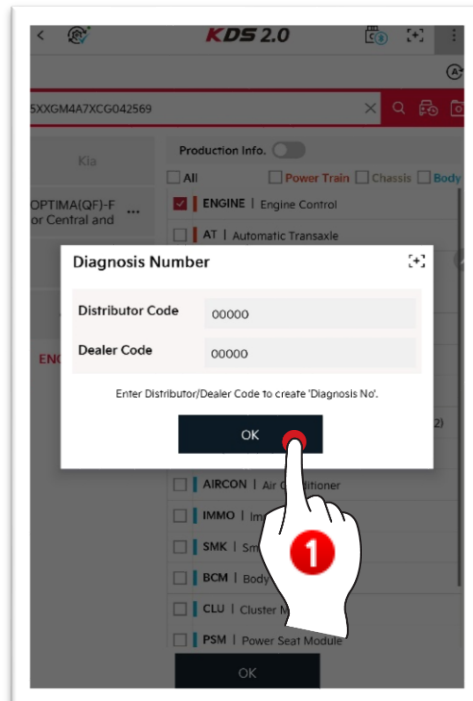 KDS 2.0
5XXGM4A7XCG042569
Kia
Production Info.
All Power Train Chassis Body
OPTIMA(QF)-F
or Central and
ENGINE | Engine Control
AT | Automatic Transaxle
Diagnosis Number
Distributor Code 00000
Dealer Code 00000
Enter Distributor/Dealer Code to create 'Diagnosis No'.
OK
2)
AIRCON | Air
IMMO
SMK
BCM | Body
CLU | Cluster
PSM | Power Seat Module
OK
1